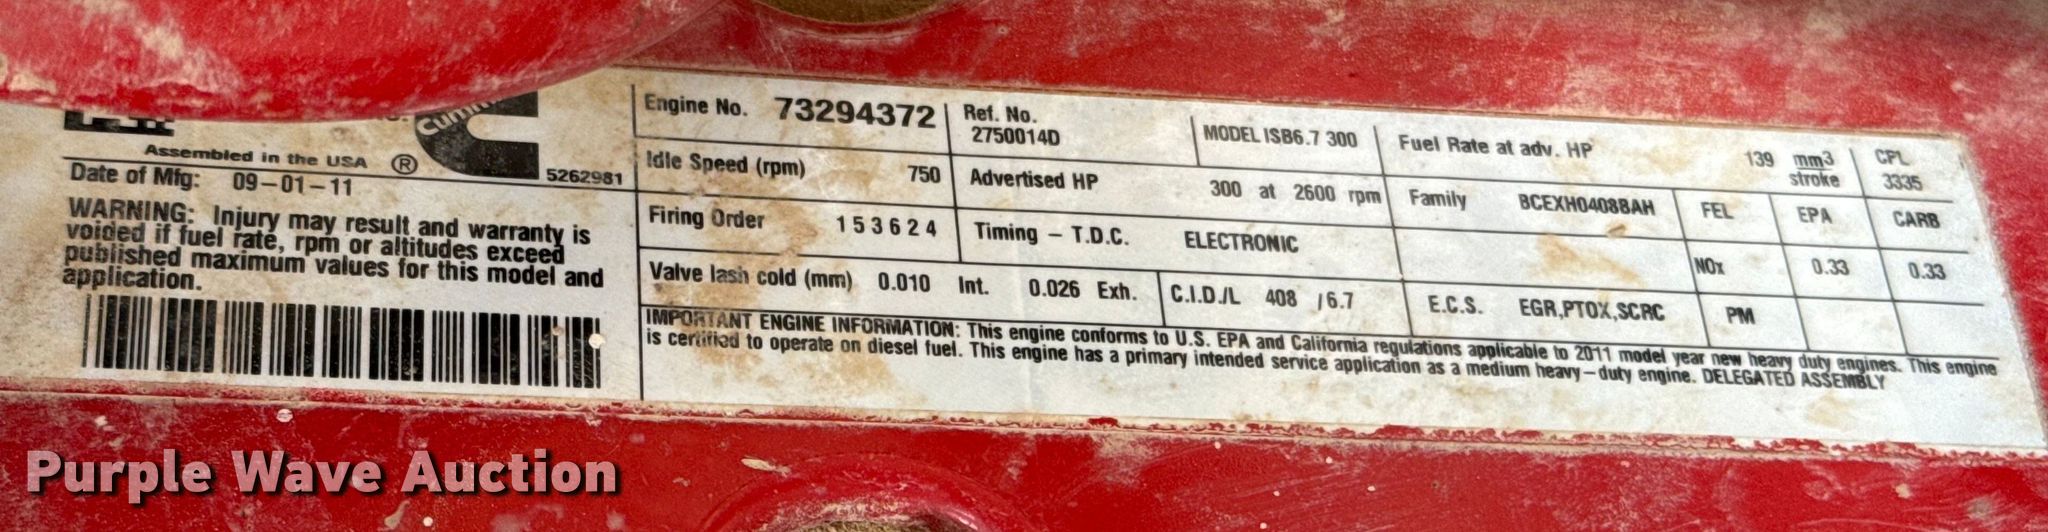 Cumm
Assembled in the USA ®
5262981
Date of Mfg: 09-01-11
WARNING: Injury may result and warranty is
voided if fuel rate, rpm or altitudes exceed
published maximum values for this model and
application.
Engine No. 73294372
Ref. No.
2750014D
MODEL ISB6.7 300
Fuel Rate at adv. HP 139 mm3
stroke
CPL
3335
Idle Speed (rpm) 750
Advertised HP 300 at 2600 rpm
Family BCEXH0408BAH
FEL EPA CARB
Firing Order 1 5 3 6 2 4
Timing - T.D.C. ELECTRONIC
NOx 0.33 0.33
Valve lash cold (mm) 0.010 Int. 0.026 Exh.
C.I.D./L 408 /6.7
E.C.S. EGR,PTOX,SCRC
PM
IMPORTANT ENGINE INFORMATION: This engine conforms to U.S. EPA and California regulations applicable to 2011 model year new heavy duty engines. This engine
is certified to operate on diesel fuel. This engine has a primary intended service application as a medium heavy-duty engine. DELEGATED ASSEMBLY
Purple Wave Auction